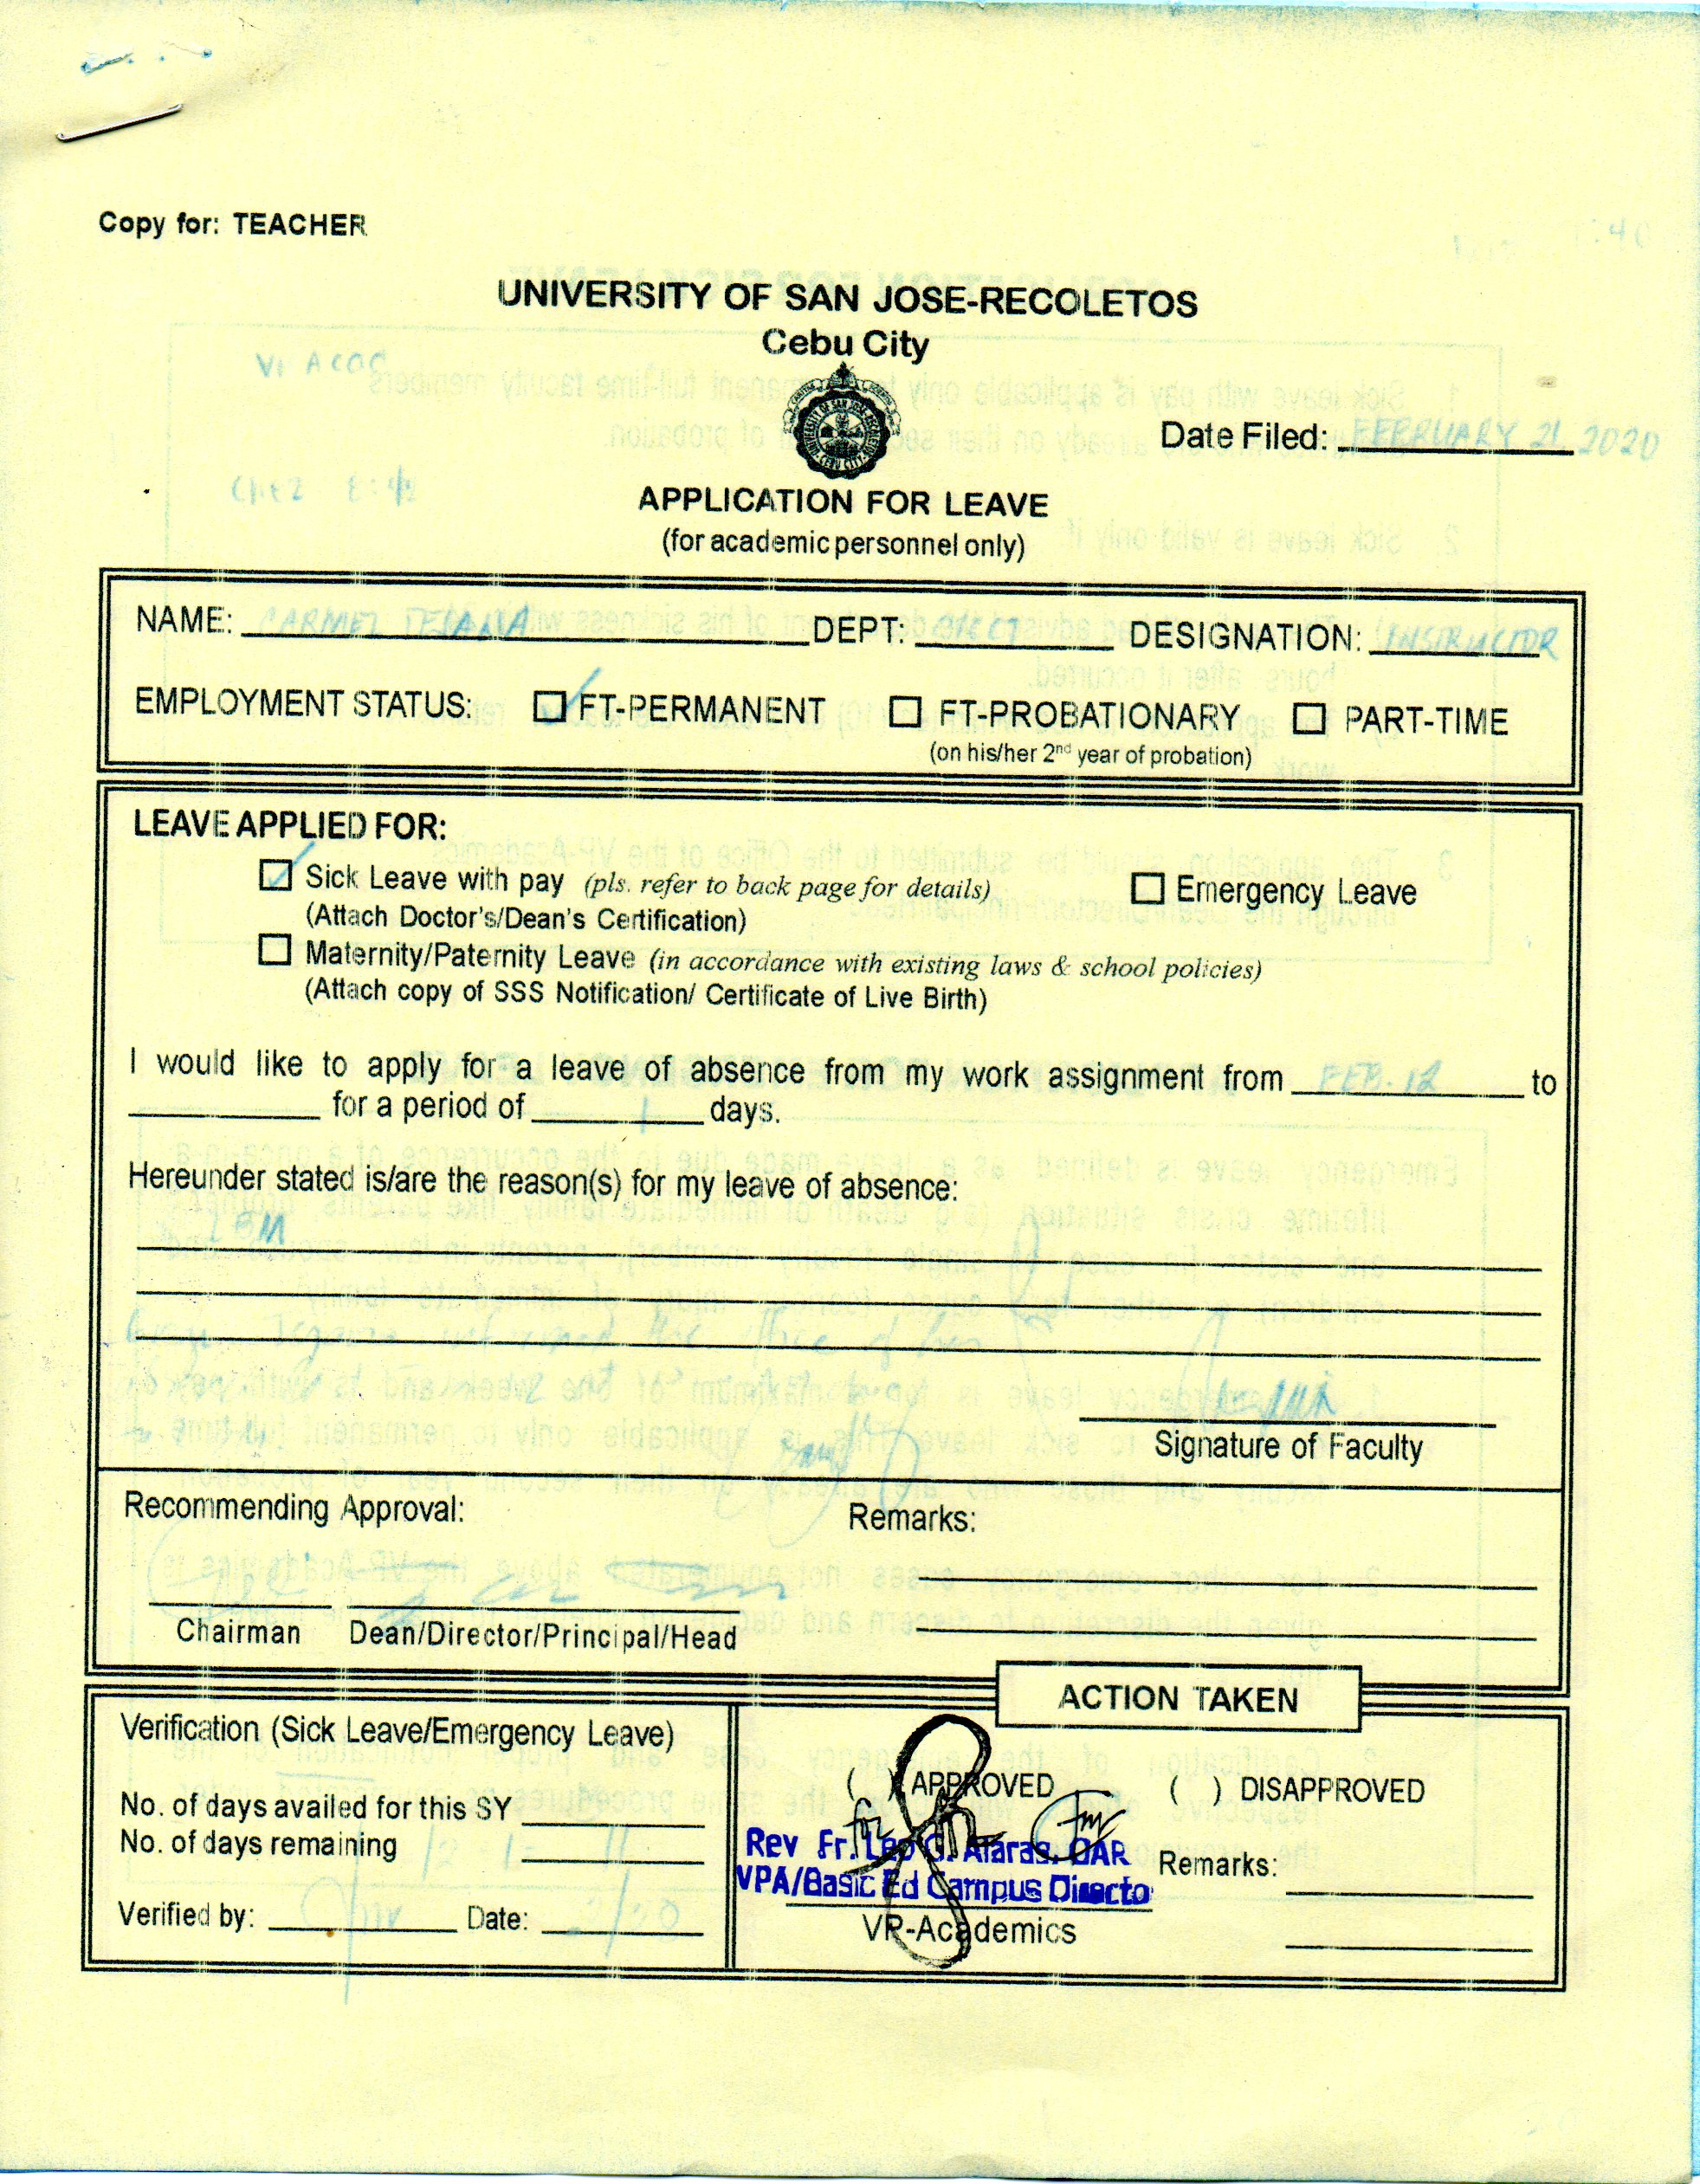 Copy for: TEACHER
UNIVERSITY OF SAN JOSE-RECOLETOS
Cebu City
Date Filed: FEBRUARY 21, 2020
APPLICATION FOR LEAVE
(for academic personnel only)
NAME: CARMEL TEJANA DEPT: DEPT: DESIGNATION: INSTRUCTOR
EMPLOYMENT STATUS: FT-PERMANENT FT-PROBATIONARY PART-TIME
(on his/her 2nd year of probation)
LEAVE APPLIED FOR:
Sick Leave with pay (pls. refer to back page for details) Emergency Leave
(Attach Doctor's/Dean's Certification)
Maternity/Paternity Leave (in accordance with existing laws & school policies)
(Attach copy of SSS Notification/ Certificate of Live Birth)
I would like to apply for a leave of absence from my work assignment from FEB. 12 to
for a period of 1 days.
Hereunder stated is/are the reason(s) for my leave of absence:
LBM
Signature of Faculty
Recommending Approval: Remarks:
Chairman Dean/Director/Principal/Head
ACTION TAKEN
Verification (Sick Leave/Emergency Leave)
( ) APPROVED ( ) DISAPPROVED
No. of days availed for this SY
No. of days remaining
for
Rev Fr. Leo G. Alaras, OAR
Remarks:
VPA/Basic Ed Campus Directo
Verified by: Date:
VP-Academics